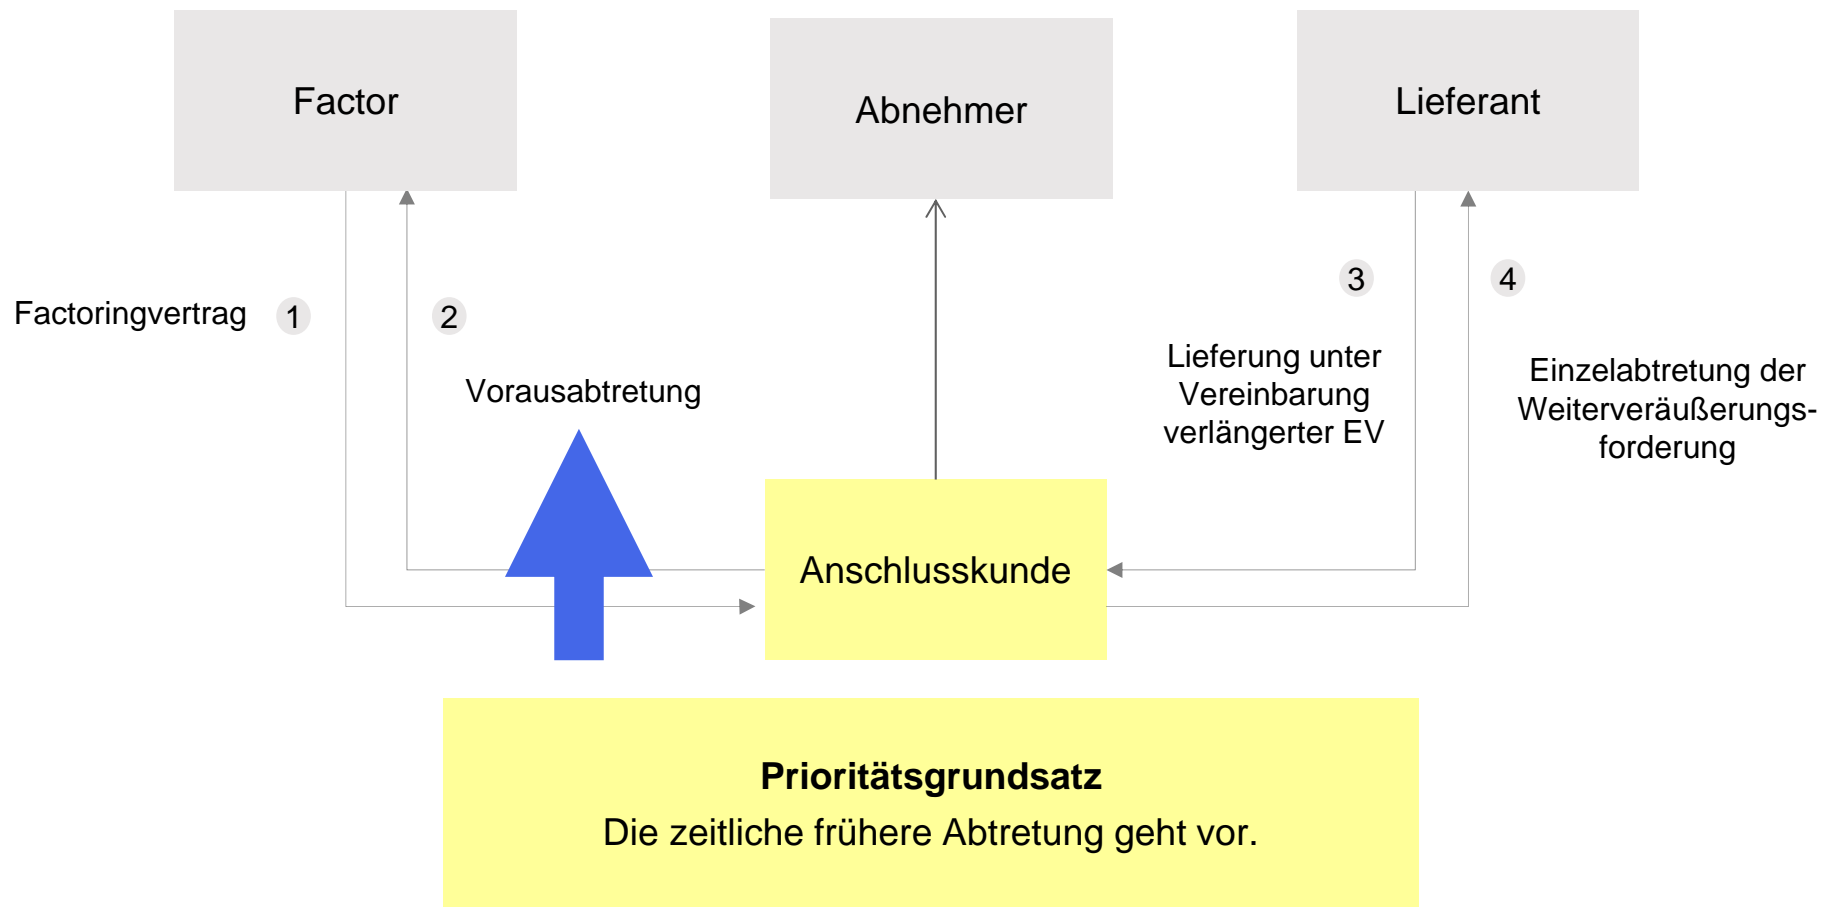 Factor
Abnehmer
Lieferant
Factoringvertrag
1
2
3
4
Vorausabtretung
Lieferung unter
Vereinbarung
verlängerter EV
Einzelabtretung der
Weiterveräußerungs-
forderung
Anschlusskunde
Prioritätsgrundsatz
Die zeitliche frühere Abtretung geht vor.